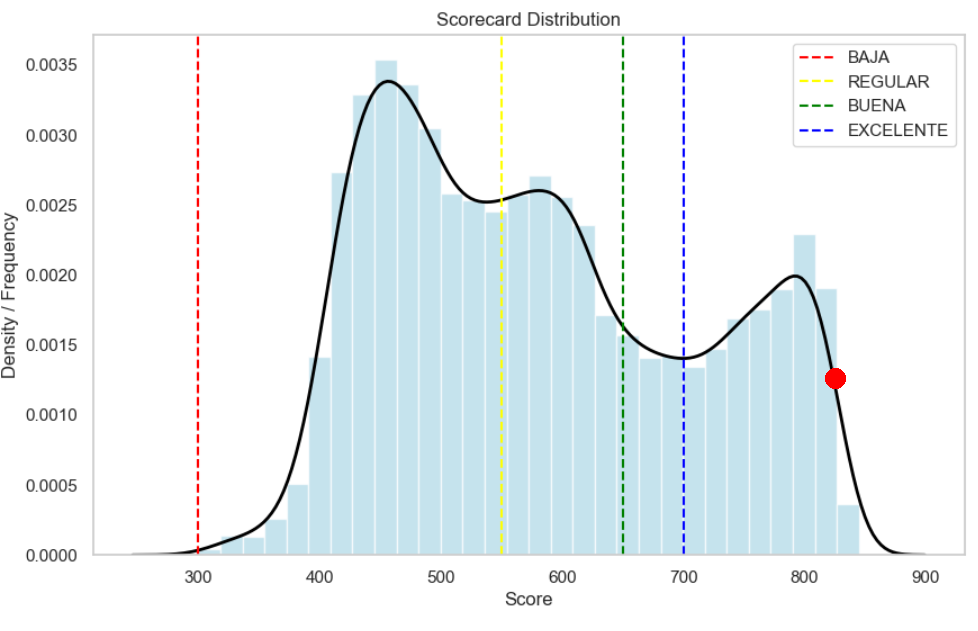 Scorecard Distribution
BAJA
REGULAR
BUENA
EXCELENTE
Density / Frequency
0.0035
0.0030
0.0025
0.0020
0.0015
0.0010
0.0005
0.0000
300 400 500 600 700 800 900
Score